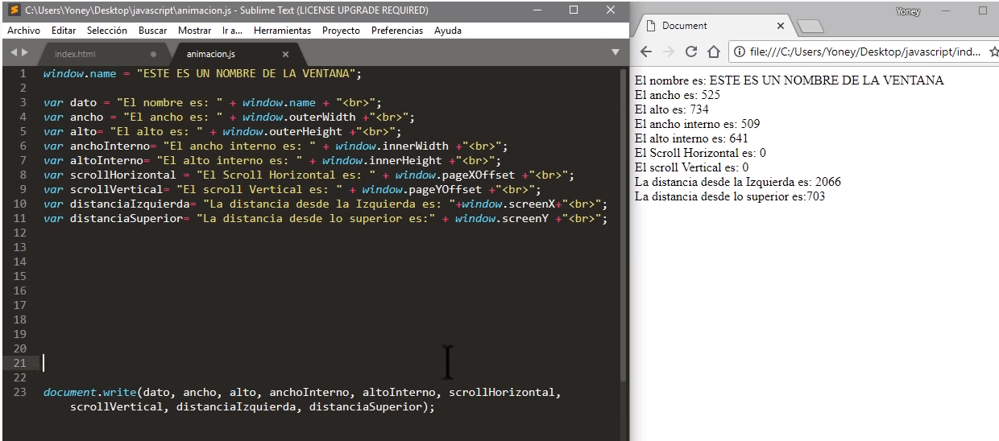 C:\Users\Yoney\Desktop\javascript\animacion.js - Sublime Text (LICENSE UPGRADE REQUIRED)
Archivo Editar Selección Buscar Mostrar Ir a... Herramientas Proyecto Preferencias Ayuda
index.html animacion.js
1 window.name = "ESTE ES UN NOMBRE DE LA VENTANA";
2
3 var dato = "El nombre es: " + window.name + "<br>";
4 var ancho = "El ancho es: " + window.outerWidth +"<br>";
5 var alto= "El alto es: " + window.outerHeight +"<br>";
6 var anchoInterno= "El ancho interno es: " + window.innerWidth +"<br>";
7 var altoInterno= "El alto interno es: " + window.innerHeight +"<br>";
8 var scrollHorizontal = "El Scroll Horizontal es: " + window.pageXOffset +"<br>";
9 var scrollVertical= "El scroll Vertical es: " + window.pageYOffset +"<br>";
10 var distanciaIzquierda= "La distancia desde la Izquierda es: "+window.screenX+"<br>";
11 var distanciaSuperior= "La distancia desde lo superior es:" + window.screenY +"<br>";
12
13
14
15
16
17
18
19
20
21
22
23 document.write(dato, ancho, alto, anchoInterno, altoInterno, scrollHorizontal,
scrollVertical, distanciaIzquierda, distanciaSuperior);
Yoney
Document
file:///C:/Users/Yoney/Desktop/javascript/ind...
El nombre es: ESTE ES UN NOMBRE DE LA VENTANA
El ancho es: 525
El alto es: 734
El ancho interno es: 509
El alto interno es: 641
El Scroll Horizontal es: 0
El scroll Vertical es: 0
La distancia desde la Izquierda es: 2066
La distancia desde lo superior es:703